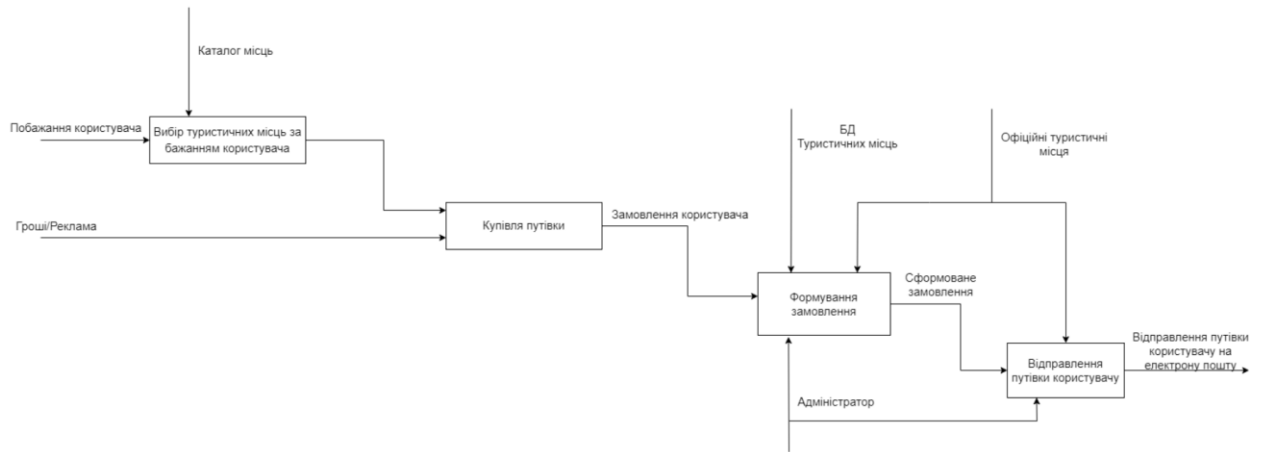 Каталог місць
Побажання користувача
Вибір туристичних місць за
бажанням користувача
Гроші/Реклама
Купівля путівки
Замовлення користувача
БД
Туристичних місць
Офіційні туристичні
місця
Формування
замовлення
Сформоване
замовлення
Адміністратор
Відправлення
путівки користувачу
Відправлення путівки
користувачу на
електрону пошту